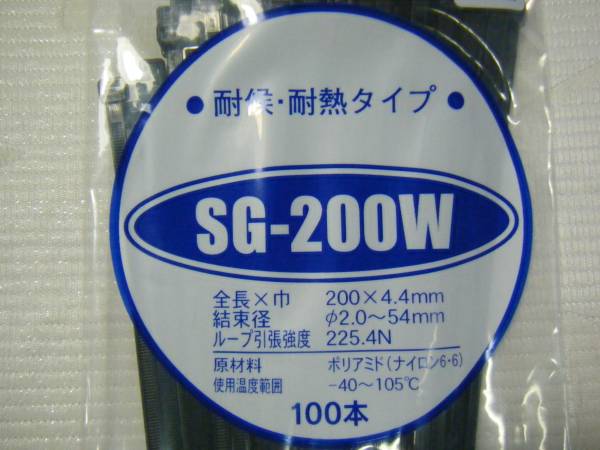 ● 耐候・耐熱タイプ ●
SG-200W
全長×巾 200×4.4mm
結束径 φ2.0～54mm
ループ引張強度 225.4N
原材料 ポリアミド(ナイロン6・6)
使用温度範囲 -40～105℃
100本